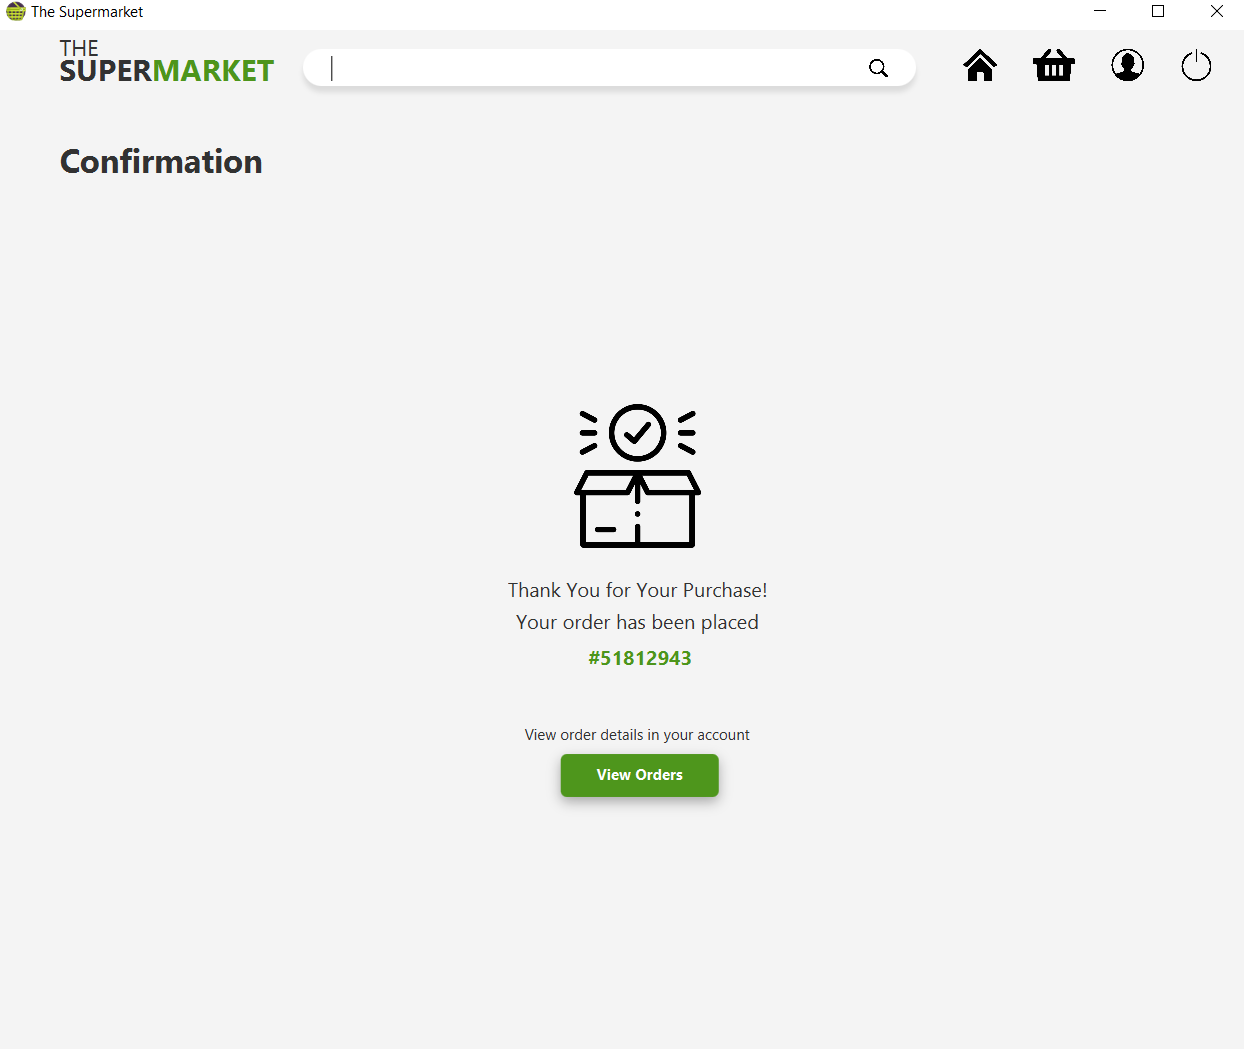 The Supermarket
THE
SUPERMARKET
Confirmation
Thank You for Your Purchase!
Your order has been placed
#51812943
View order details in your account
View Orders